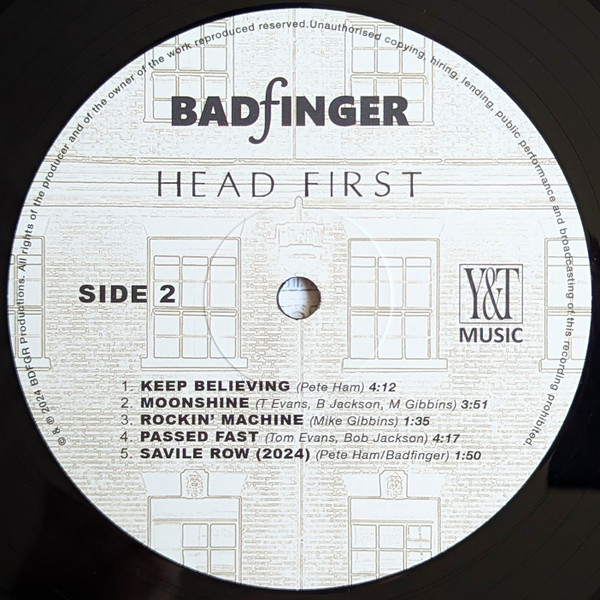 © & ℗ 2024 BDFGR Productions. All rights of the producer and of the owner of the work reproduced reserved.Unauthorised copying, hiring, lending, public performance and broadcasting of this recording prohibited.
BADfINGER
HEAD FIRST
SIDE 2
Y&T
MUSIC
1. KEEP BELIEVING (Pete Ham) 4:12
2. MOONSHINE (T Evans, B Jackson, M Gibbins) 3:51
3. ROCKIN' MACHINE (Mike Gibbins) 1:35
4. PASSED FAST (Tom Evans, Bob Jackson) 4:17
5. SAVILE ROW (2024) (Pete Ham/Badfinger) 1:50